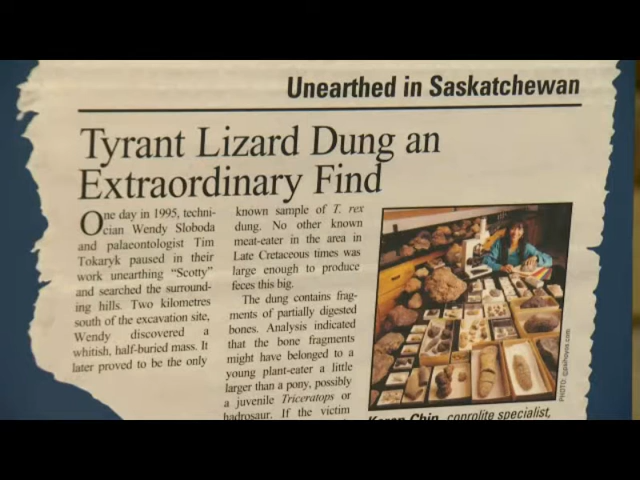 Unearthed in Saskatchewan
Tyrant Lizard Dung an
Extraordinary Find
One day in 1995, techni-
cian Wendy Sloboda
and palaeontologist Tim
Tokaryk paused in their
work unearthing “Scotty”
and searched the surround-
ing hills. Two kilometres
south of the excavation site,
Wendy discovered a
whitish, half-buried mass. It
later proved to be the only
known sample of T. rex
dung. No other known
meat-eater in the area in
Late Cretaceous times was
large enough to produce
feces this big.
The dung contains frag-
ments of partially digested
bones. Analysis indicated
that the bone fragments
might have belonged to a
young plant-eater a little
larger than a pony, possibly
a juvenile Triceratops or
hadrosaur. If the victim
Karen Chin, coprolite specialist,
PHOTO: